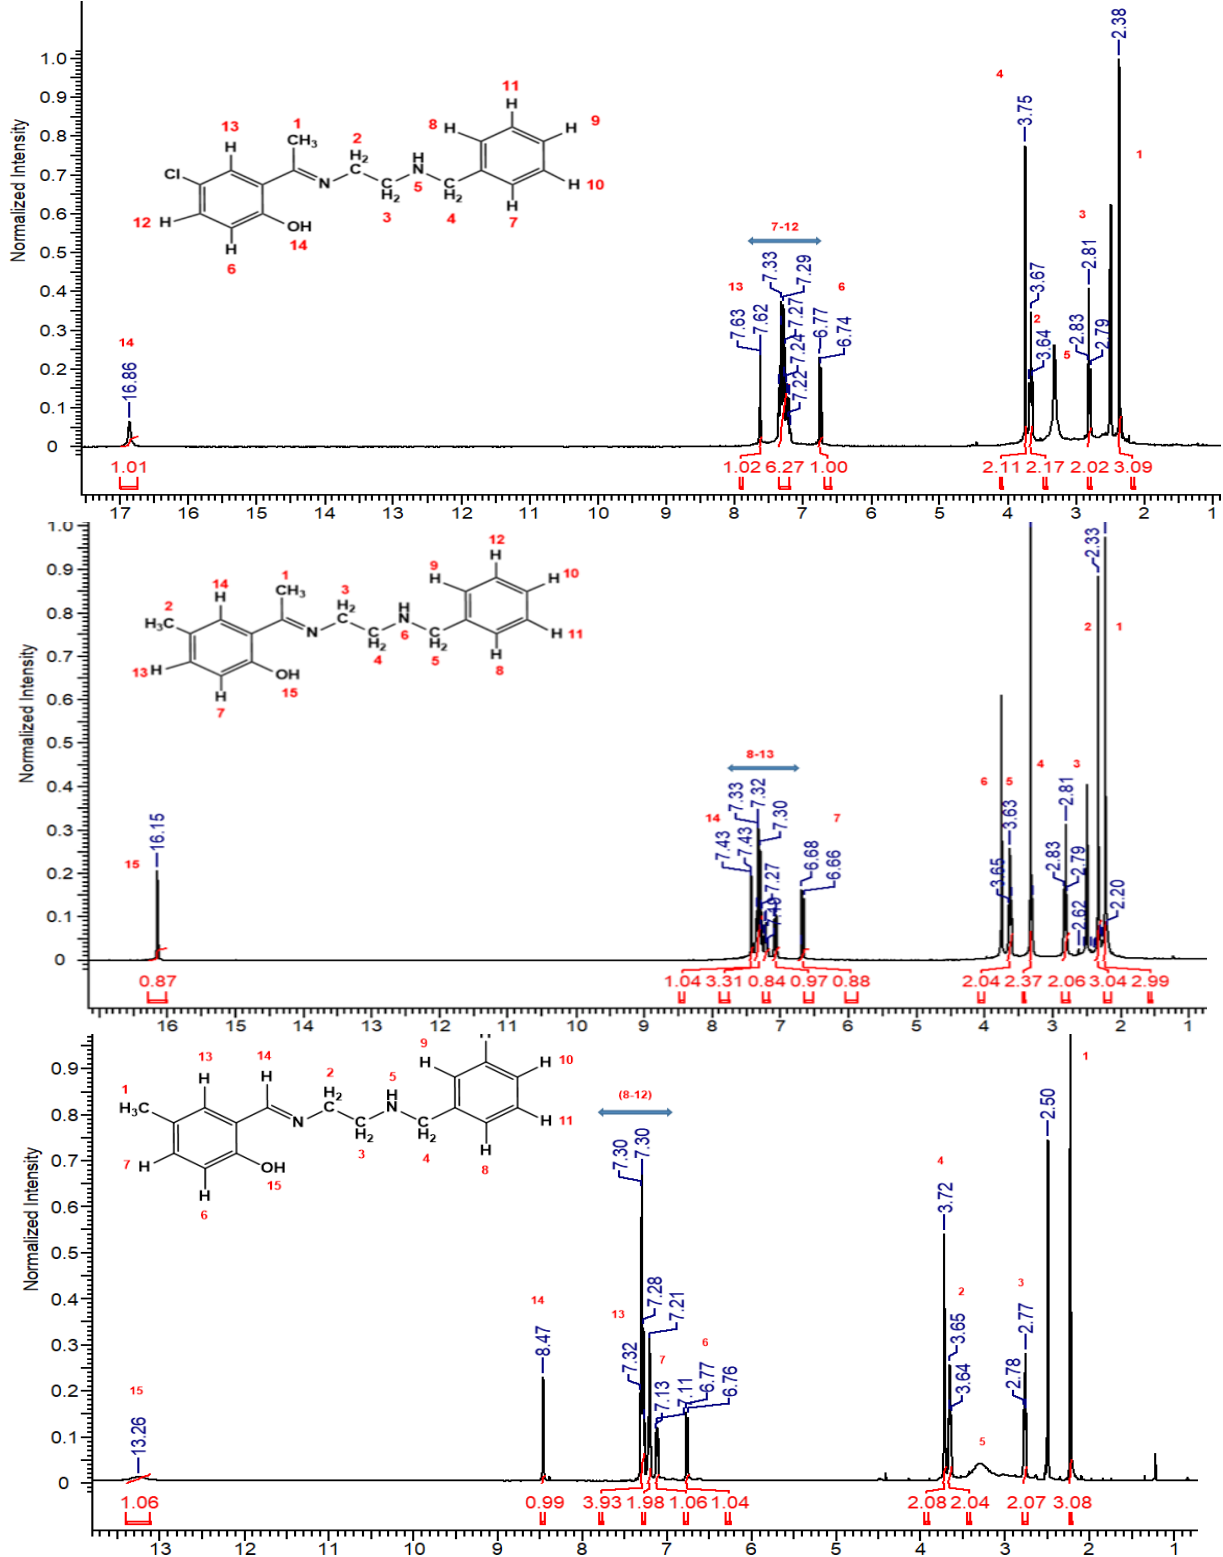 Normalized Intensity
1.0
0.9
0.8
0.7
0.6
0.5
0.4
0.3
0.2
0.1
0
11
H
13
H
1
CH₃
2
H₂
C
8
H
H
9
Cl
N
H
N
5
C
H₂
3
C
H₂
4
H
10
H
7
12
H
OH
14
H
6
7-12
14
16.86
13
7.63
7.62
7.33
7.29
7.27
7.24
7.22
6
6.77
6.74
4
3.75
3.67
2
3.64
5
3
2.83
2.81
2.79
2.38
1
1.01
1.02 6.27 1.00
2.11 2.17 2.02 3.09
17 16 15 14 13 12 11 10 9 8 7 6 5 4 3 2 1
Normalized Intensity
1.0
0.9
0.8
0.7
0.6
0.5
0.4
0.3
0.2
0.1
0
12
H
14
H
1
CH₃
3
H₂
C
9
H
H
10
2
H₃C
N
H
N
6
C
H₂
4
C
H₂
5
H
11
H
8
13
H
OH
15
H
7
8-13
15
16.15
14
7.43
7.43
7.33
7.32
7.30
7.27
7
6.68
6.66
6
5
3.65
3.63
4
3
2.83
2.81
2.79
2.62
2
2.33
1
2.20
0.87
1.04 3.31 0.84 0.97 0.88
2.04 2.37 2.06 3.04 2.99
16 15 14 13 12 11 10 9 8 7 6 5 4 3 2 1
Normalized Intensity
0.9
0.8
0.7
0.6
0.5
0.4
0.3
0.2
0.1
0
13
H
14
H
2
H₂
C
5
H
N
9
H
H
H
10
1
H₃C
N
C
H₂
3
C
H₂
4
H
11
H
8
7
H
OH
15
H
6
(8-12)
15
13.26
14
8.47
13
7.32
7.30
7.30
7.28
7.21
7
7.13
7.11
6
6.77
6.76
4
3.72
2
3.65
3.64
5
3
2.78
2.77
2.50
1
1.06
0.99 3.93 1.98 1.06 1.04
2.08 2.04 2.07 3.08
13 12 11 10 9 8 7 6 5 4 3 2 1